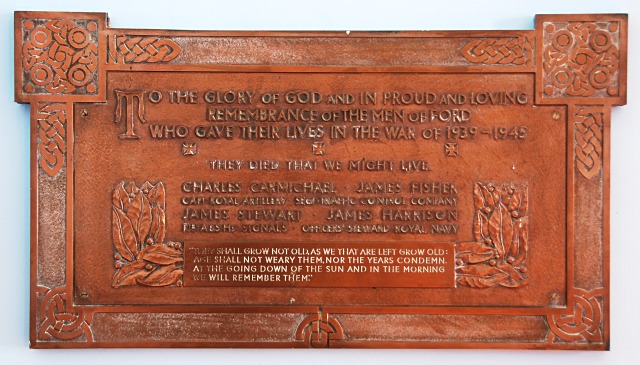 TO THE GLORY OF GOD AND IN PROUD AND LOVING
REMEMBRANCE OF THE MEN OF FORD
WHO GAVE THEIR LIVES IN THE WAR OF 1939-1945
THEY DIED THAT WE MIGHT LIVE.
CHARLES CARMICHAEL · JAMES FISHER
CAPT ROYAL ARTILLERY · TRAFFIC CONTROL COMPANY
JAMES STEWART · JAMES HARRISON
SIGNALS · OFFICERS' STEWARD ROYAL NAVY
"THEY SHALL GROW NOT OLD, AS WE THAT ARE LEFT GROW OLD:
AGE SHALL NOT WEARY THEM, NOR THE YEARS CONDEMN.
AT THE GOING DOWN OF THE SUN AND IN THE MORNING
WE WILL REMEMBER THEM."